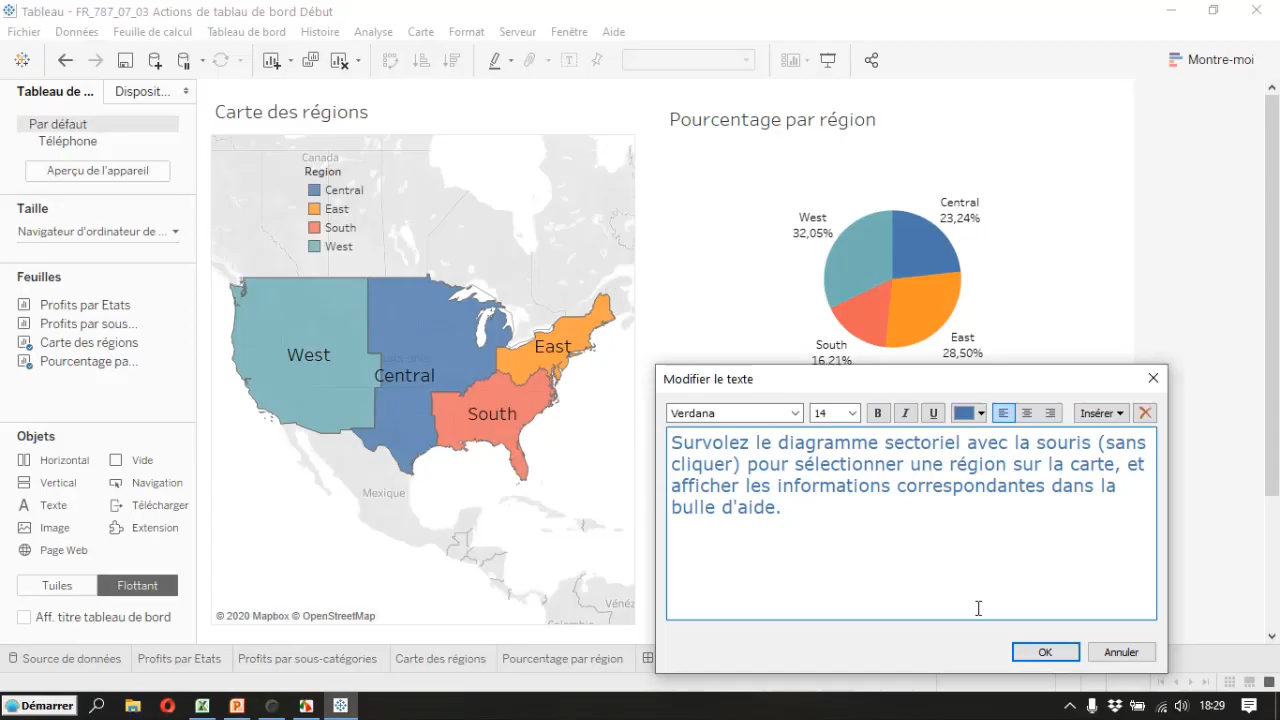 Tableau - FR_787_07_03 Actions de tablau de bord Début
Fichier Données Feuille de calcul Tableau de bord Histoire Analyse Carte Format Serveur Fenêtre Aide
Montre-moi
Tableau de ... Disposit...
Par défaut
Téléphone
Aperçu de l'appareil
Taille
Navigateur d'ordinateur de ...
Feuilles
Profits par Etats
Profits par sous...
Carte des régions
Pourcentage pa...
Objets
Horizontal Vide
Vertical Navigation
Texte Télécharger
Image Extension
Page Web
Tuiles Flottant
Aff. titre tableau de bord
Carte des régions
Canada
Region
Central
East
South
West
West
Central
East
South
Mexique
© 2020 Mapbox © OpenStreetMap
Pourcentage par région
Central
23,24%
West
32,05%
South
16,21%
East
28,50%
Modifier le texte
Verdana 14 B I U Insérer
Survolez le diagramme sectoriel avec la souris (sans
cliquer) pour sélectionner une région sur la carte, et
afficher les informations correspondantes dans la
bulle d'aide.
OK Annuler
Source de données Profits par Etats Profits par sous-catégories Carte des régions Pourcentage par région
Démarrer 18:29